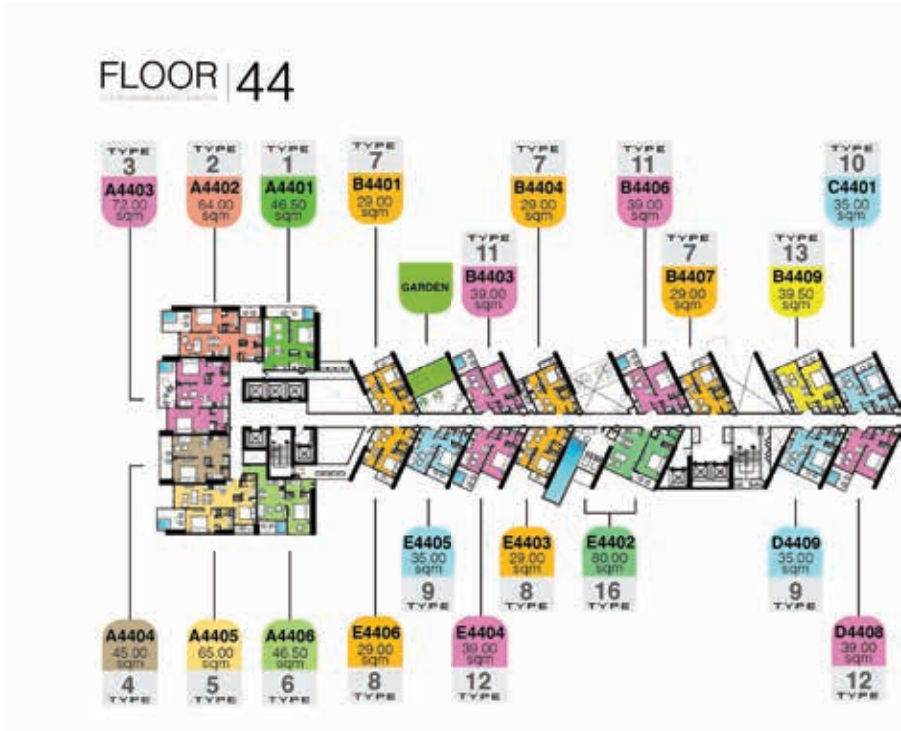 FLOOR 44
TYPE
3
A4403
72.00
sqm
TYPE
2
A4402
64.00
sqm
TYPE
1
A4401
46.50
sqm
TYPE
7
B4401
29.00
sqm
TYPE
7
B4404
29.00
sqm
TYPE
11
B4406
39.00
sqm
TYPE
10
C4401
35.00
sqm
GARDEN
TYPE
11
B4403
39.00
sqm
TYPE
7
B4407
29.00
sqm
TYPE
13
B4409
39.50
sqm
E4405
35.00
sqm
9
TYPE
E4403
29.00
sqm
8
TYPE
E4402
80.00
sqm
16
TYPE
D4409
35.00
sqm
9
TYPE
A4404
45.00
sqm
4
TYPE
A4405
65.00
sqm
5
TYPE
A4406
46.50
sqm
6
TYPE
E4406
29.00
sqm
8
TYPE
E4404
39.00
sqm
12
TYPE
D4408
39.00
sqm
12
TYPE